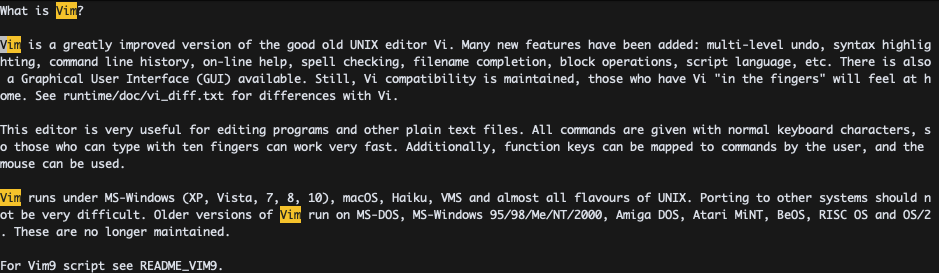 What is Vim?
Vim is a greatly improved version of the good old UNIX editor Vi. Many new features have been added: multi-level undo, syntax highlig
hting, command line history, on-line help, spell checking, filename completion, block operations, script language, etc. There is also
 a Graphical User Interface (GUI) available. Still, Vi compatibility is maintained, those who have Vi "in the fingers" will feel at h
ome. See runtime/doc/vi_diff.txt for differences with Vi.
This editor is very useful for editing programs and other plain text files. All commands are given with normal keyboard characters, s
o those who can type with ten fingers can work very fast. Additionally, function keys can be mapped to commands by the user, and the
mouse can be used.
Vim runs under MS-Windows (XP, Vista, 7, 8, 10), macOS, Haiku, VMS and almost all flavours of UNIX. Porting to other systems should n
ot be very difficult. Older versions of Vim run on MS-DOS, MS-Windows 95/98/Me/NT/2000, Amiga DOS, Atari MiNT, BeOS, RISC OS and OS/2
. These are no longer maintained.
For Vim9 script see README_VIM9.